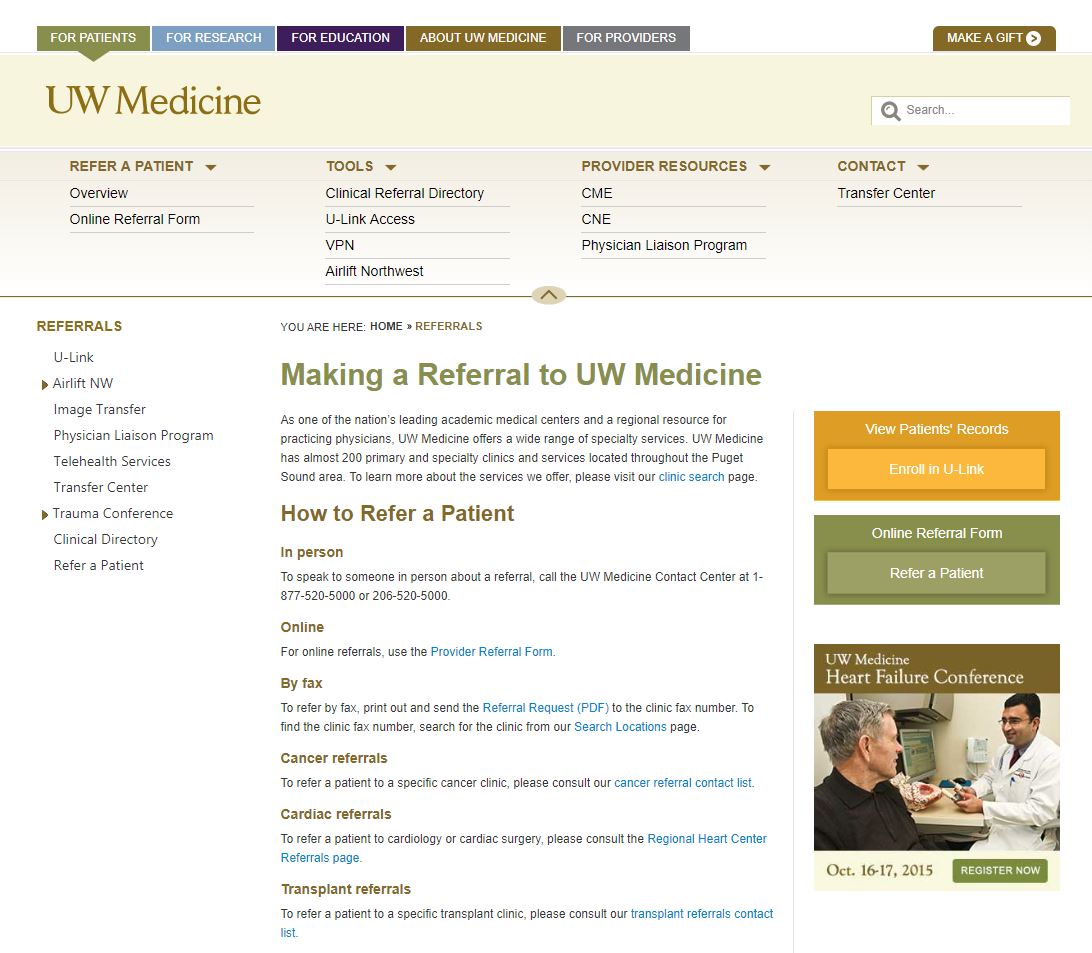 FOR PATIENTS
FOR RESEARCH
FOR EDUCATION
ABOUT UW MEDICINE
FOR PROVIDERS
MAKE A GIFT
UW Medicine
Search...
REFER A PATIENT
Overview
Online Referral Form
TOOLS
Clinical Referral Directory
U-Link Access
VPN
Airlift Northwest
PROVIDER RESOURCES
CME
CNE
Physician Liaison Program
CONTACT
Transfer Center
REFERRALS
U-Link
Airlift NW
Image Transfer
Physician Liaison Program
Telehealth Services
Transfer Center
Trauma Conference
Clinical Directory
Refer a Patient
YOU ARE HERE: HOME » REFERRALS
Making a Referral to UW Medicine
As one of the nation's leading academic medical centers and a regional resource for
practicing physicians, UW Medicine offers a wide range of specialty services. UW Medicine
has almost 200 primary and specialty clinics and services located throughout the Puget
Sound area. To learn more about the services we offer, please visit our clinic search page.
How to Refer a Patient
In person
To speak to someone in person about a referral, call the UW Medicine Contact Center at 1-
877-520-5000 or 206-520-5000.
Online
For online referrals, use the Provider Referral Form.
By fax
To refer by fax, print out and send the Referral Request (PDF) to the clinic fax number. To
find the clinic fax number, search for the clinic from our Search Locations page.
Cancer referrals
To refer a patient to a specific cancer clinic, please consult our cancer referral contact list.
Cardiac referrals
To refer a patient to cardiology or cardiac surgery, please consult the Regional Heart Center
Referrals page.
Transplant referrals
To refer a patient to a specific transplant clinic, please consult our transplant referrals contact
list.
View Patients' Records
Enroll in U-Link
Online Referral Form
Refer a Patient
UW Medicine
Heart Failure Conference
Oct. 16-17, 2015
REGISTER NOW